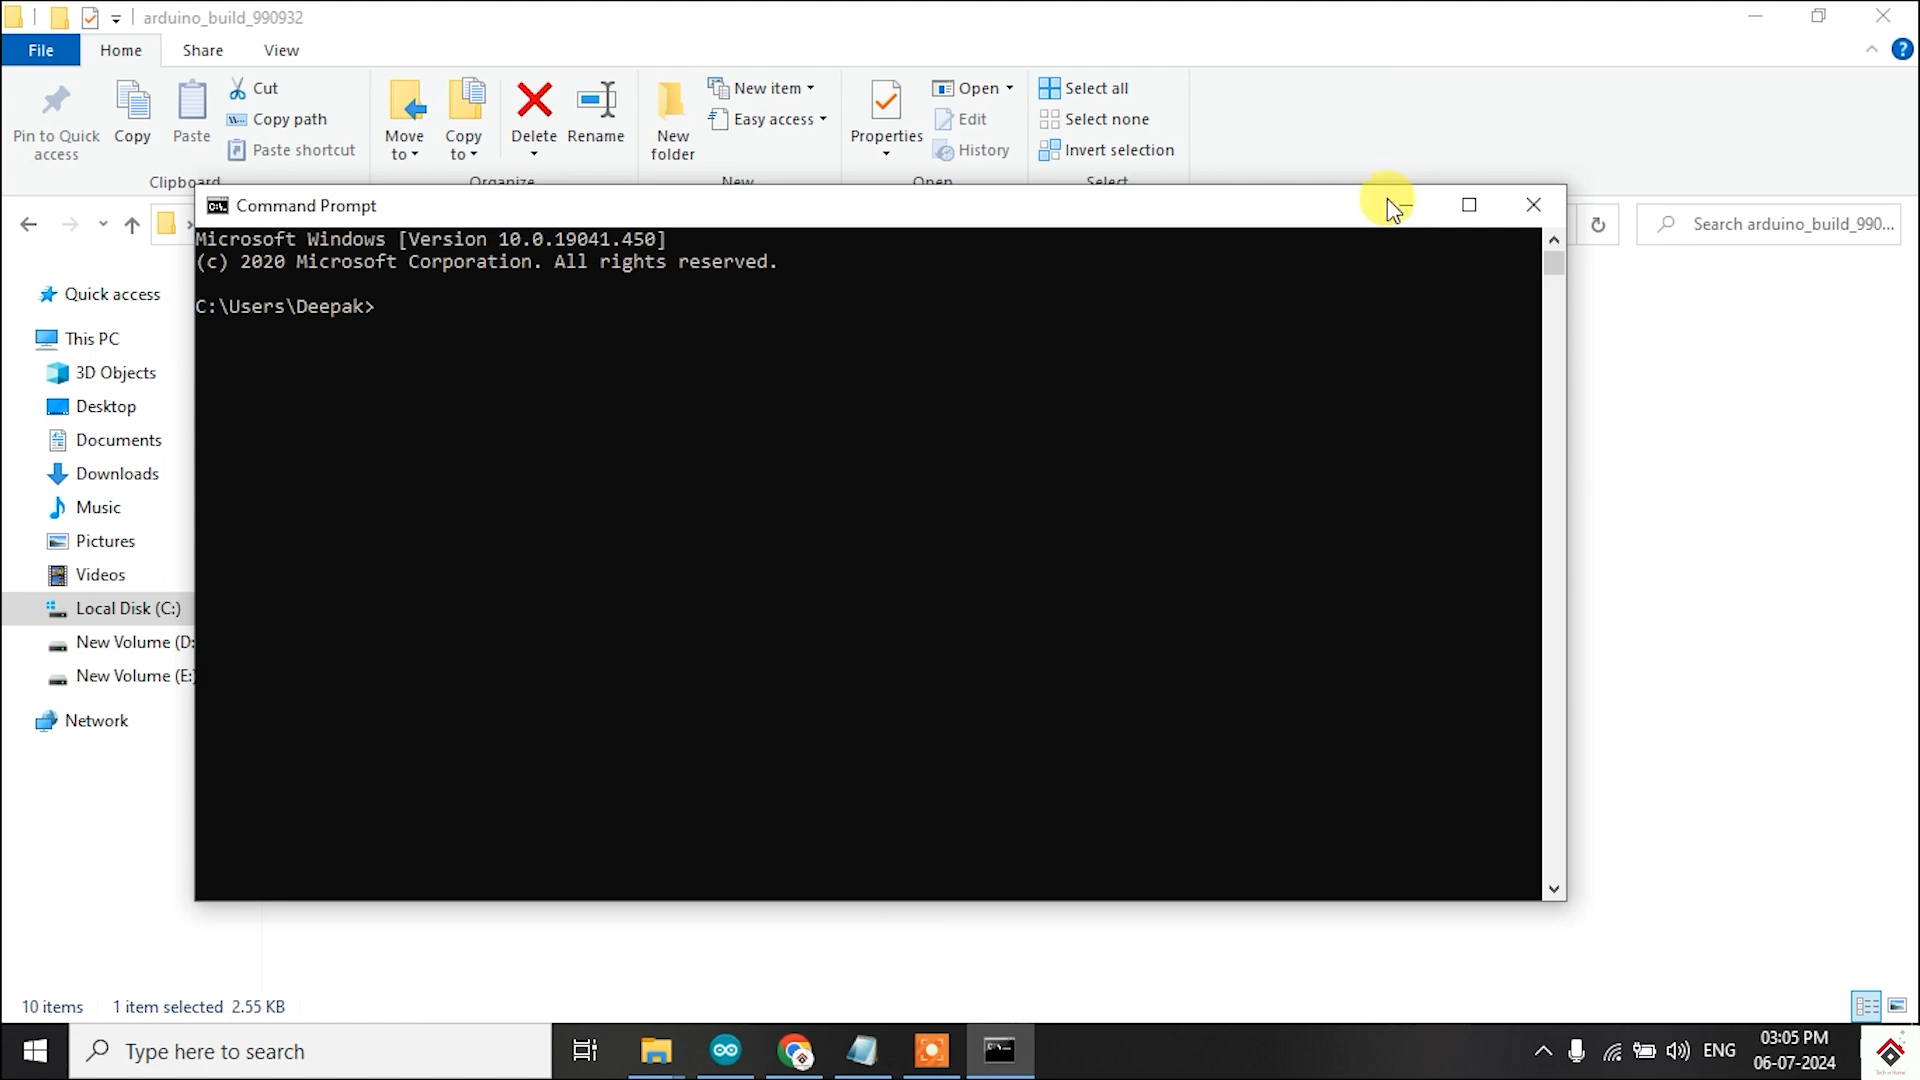 arduino_build_990932
File Home Share View
Pin to Quick access
Copy
Paste
Cut
Copy path
Paste shortcut
Clipboard
Move to
Copy to
Delete
Rename
Organize
New folder
New item
Easy access
New
Properties
Open
Edit
History
Open
Select all
Select none
Invert selection
Select
Search arduino_build_990...
Command Prompt
Microsoft Windows [Version 10.0.19041.450]
(c) 2020 Microsoft Corporation. All rights reserved.
C:\Users\Deepak>
Quick access
This PC
3D Objects
Desktop
Documents
Downloads
Music
Pictures
Videos
Local Disk (C:)
New Volume (D:
New Volume (E:)
Network
10 items 1 item selected 2.55 KB
Type here to search
ENG
03:05 PM
06-07-2024